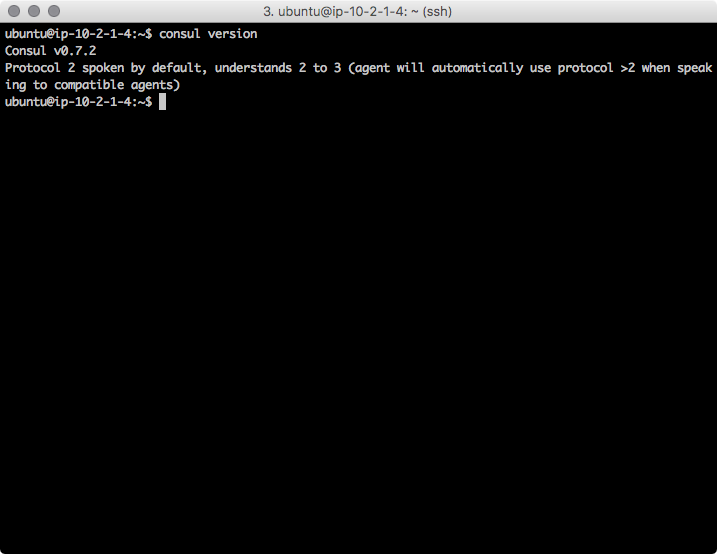 3. ubuntu@ip-10-2-1-4: ~ (ssh)
ubuntu@ip-10-2-1-4:~$ consul version
Consul v0.7.2
Protocol 2 spoken by default, understands 2 to 3 (agent will automatically use protocol >2 when speak
ing to compatible agents)
ubuntu@ip-10-2-1-4:~$